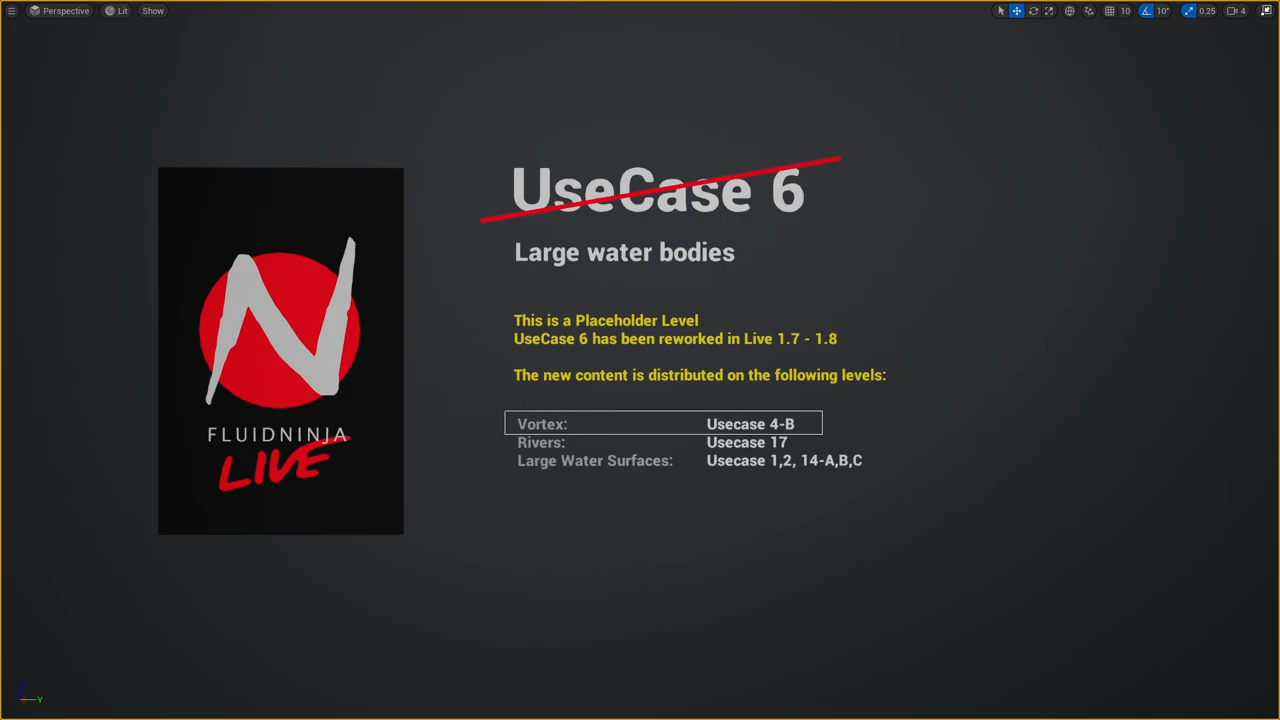 Perspective Lit Show 10 10° 0.25 4
UseCase 6
Large water bodies
This is a Placeholder Level
UseCase 6 has been reworked in Live 1.7 - 1.8
The new content is distributed on the following levels:
Vortex: Usecase 4-B
Rivers: Usecase 17
Large Water Surfaces: Usecase 1,2, 14-A,B,C
N
FLUIDNINJA
LIVE
Y